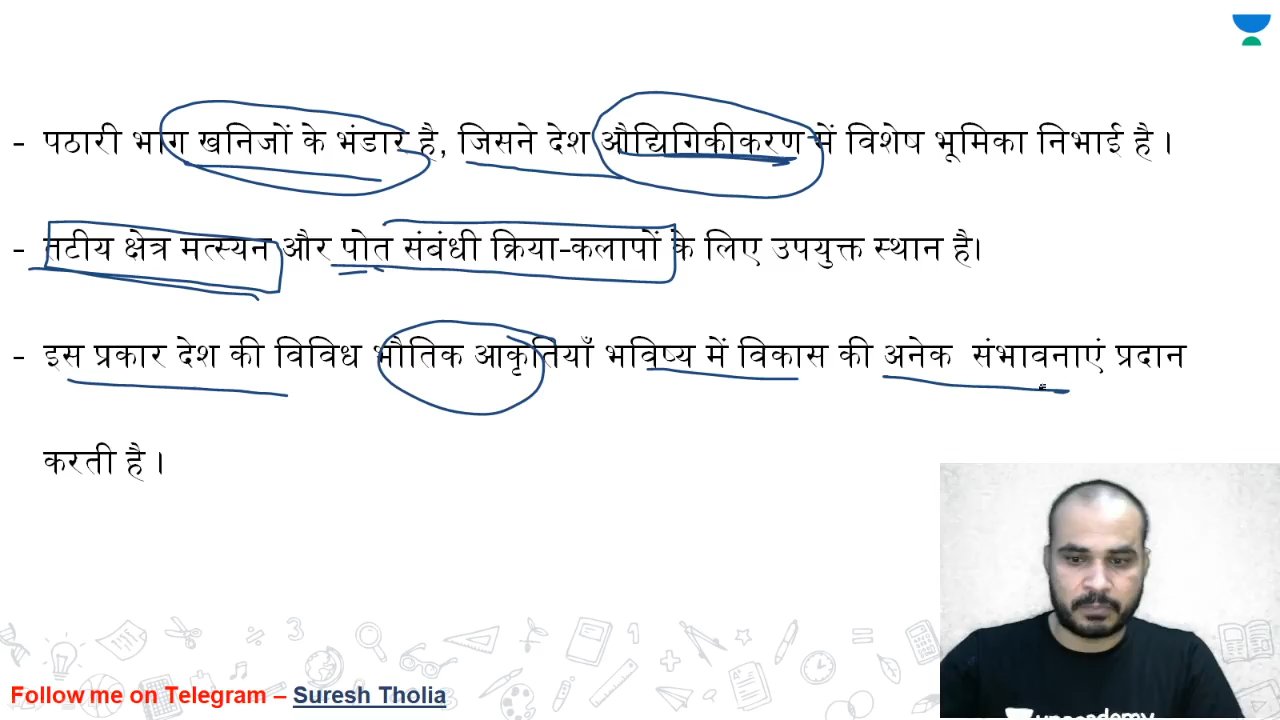 - पठारी भाग खनिजों के भंडार है, जिसने देश औद्यिगिकीकरण में विशेष भूमिका निभाई है ।
- तटीय क्षेत्र मत्स्यन और पोत संबंधी क्रिया-कलापों के लिए उपयुक्त स्थान है।
- इस प्रकार देश की विविध भौतिक आकृतियाँ भविष्य में विकास की अनेक संभावनाएं प्रदान
करती है ।
Follow me on Telegram – Suresh Tholia